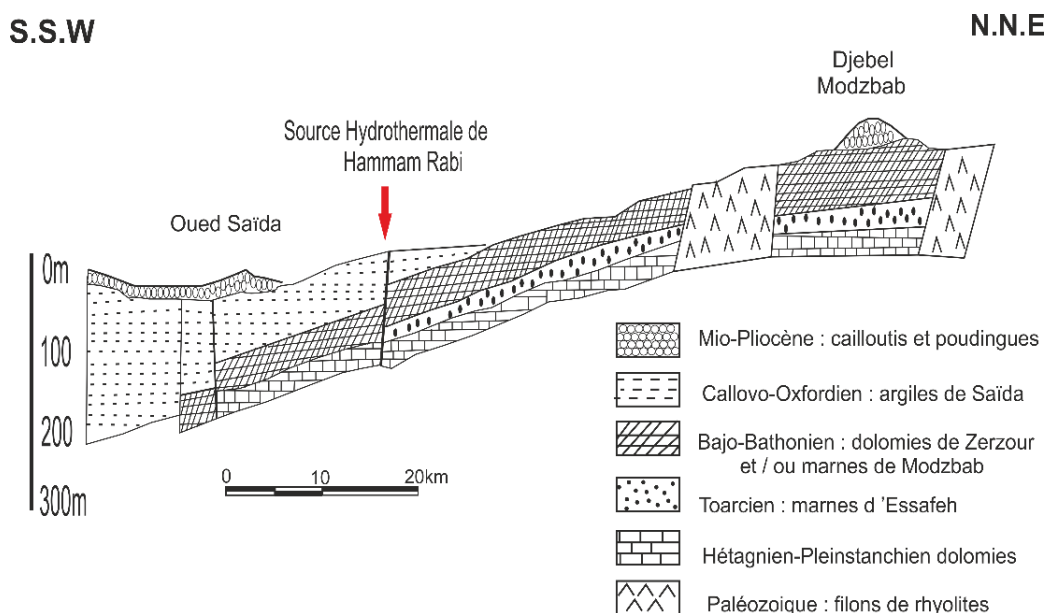 S.S.W
N.N.E
Djebel
Modzbab
Source Hydrothermale de
Hammam Rabi
Oued Saïda
0m
100
200
300m
0 10 20km
Mio-Pliocène : cailloutis et poudingues
Callovo-Oxfordien : argiles de Saïda
Bajo-Bathonien : dolomies de Zerzour
et / ou marnes de Modzbab
Toarcien : marnes d 'Essafeh
Hétagnien-Pleinstanchien dolomies
Paléozoique : filons de rhyolites